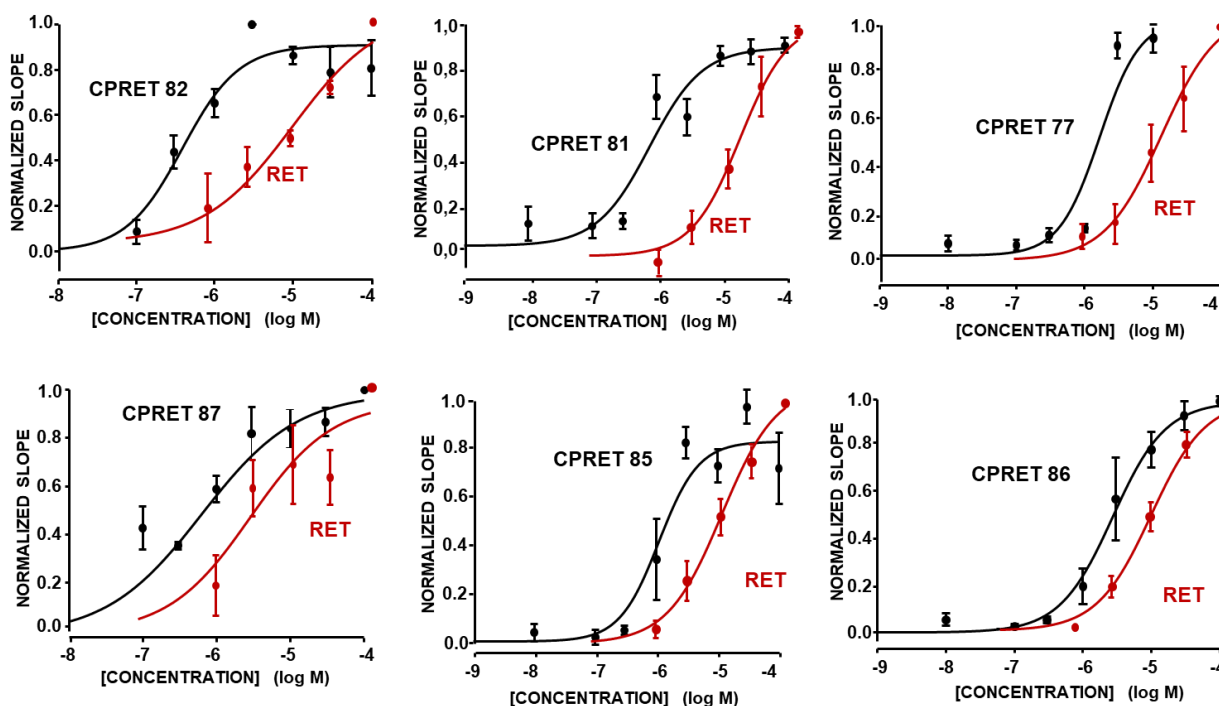 NORMALIZED SLOPE
1.0
0.8
0.6
0.4
0.2
0.0
CPRET 82
RET
-8
-7
-6
-5
-4
[CONCENTRATION] (log M)
NORMALIZED SLOPE
1.0
0.8
0.6
0.4
0.2
0,0
CPRET 81
RET
-9
-8
-7
-6
-5
-4
[CONCENTRATION] (log M)
NORMALIZED SLOPE
1.0
0.8
0.6
0.4
0.2
0.0
CPRET 77
RET
-9
-8
-7
-6
-5
-4
[CONCENTRATION] (log M)
NORMALIZED SLOPE
1.0
0.8
0.6
0.4
0.2
0.0
CPRET 87
RET
-8
-7
-6
-5
-4
[CONCENTRATION] (log M)
NORMALIZED SLOPE
1.0
0.8
0.6
0.4
0.2
0.0
CPRET 85
RET
-9
-8
-7
-6
-5
-4
[CONCENTRATION] (log M)
NORMALIZED SLOPE
1.0
0.8
0.6
0.4
0.2
0.0
CPRET 86
RET
-9
-8
-7
-6
-5
-4
[CONCENTRATION] (log M)